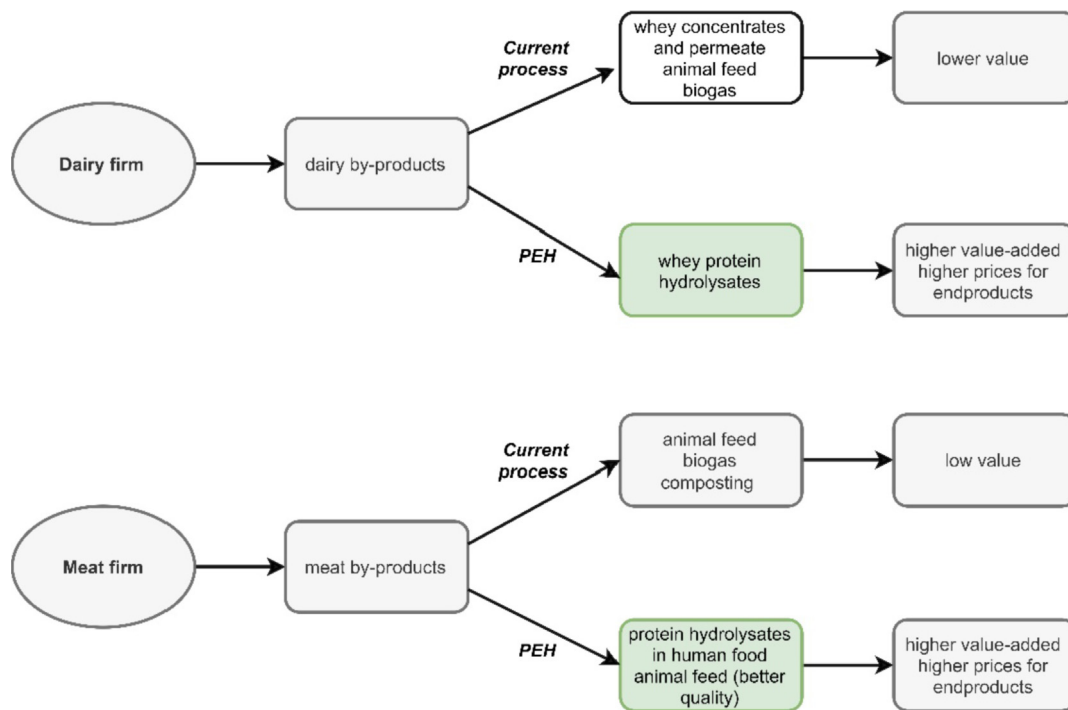 whey concentrates
and permeate
animal feed
biogas
lower value
Current
process
Dairy firm
dairy by-products
PEH
whey protein
hydrolysates
higher value-added
higher prices for
endproducts
Current
process
animal feed
biogas
composting
low value
Meat firm
meat by-products
PEH
protein hydrolysates
in human food
animal feed (better
quality)
higher value-added
higher prices for
endproducts